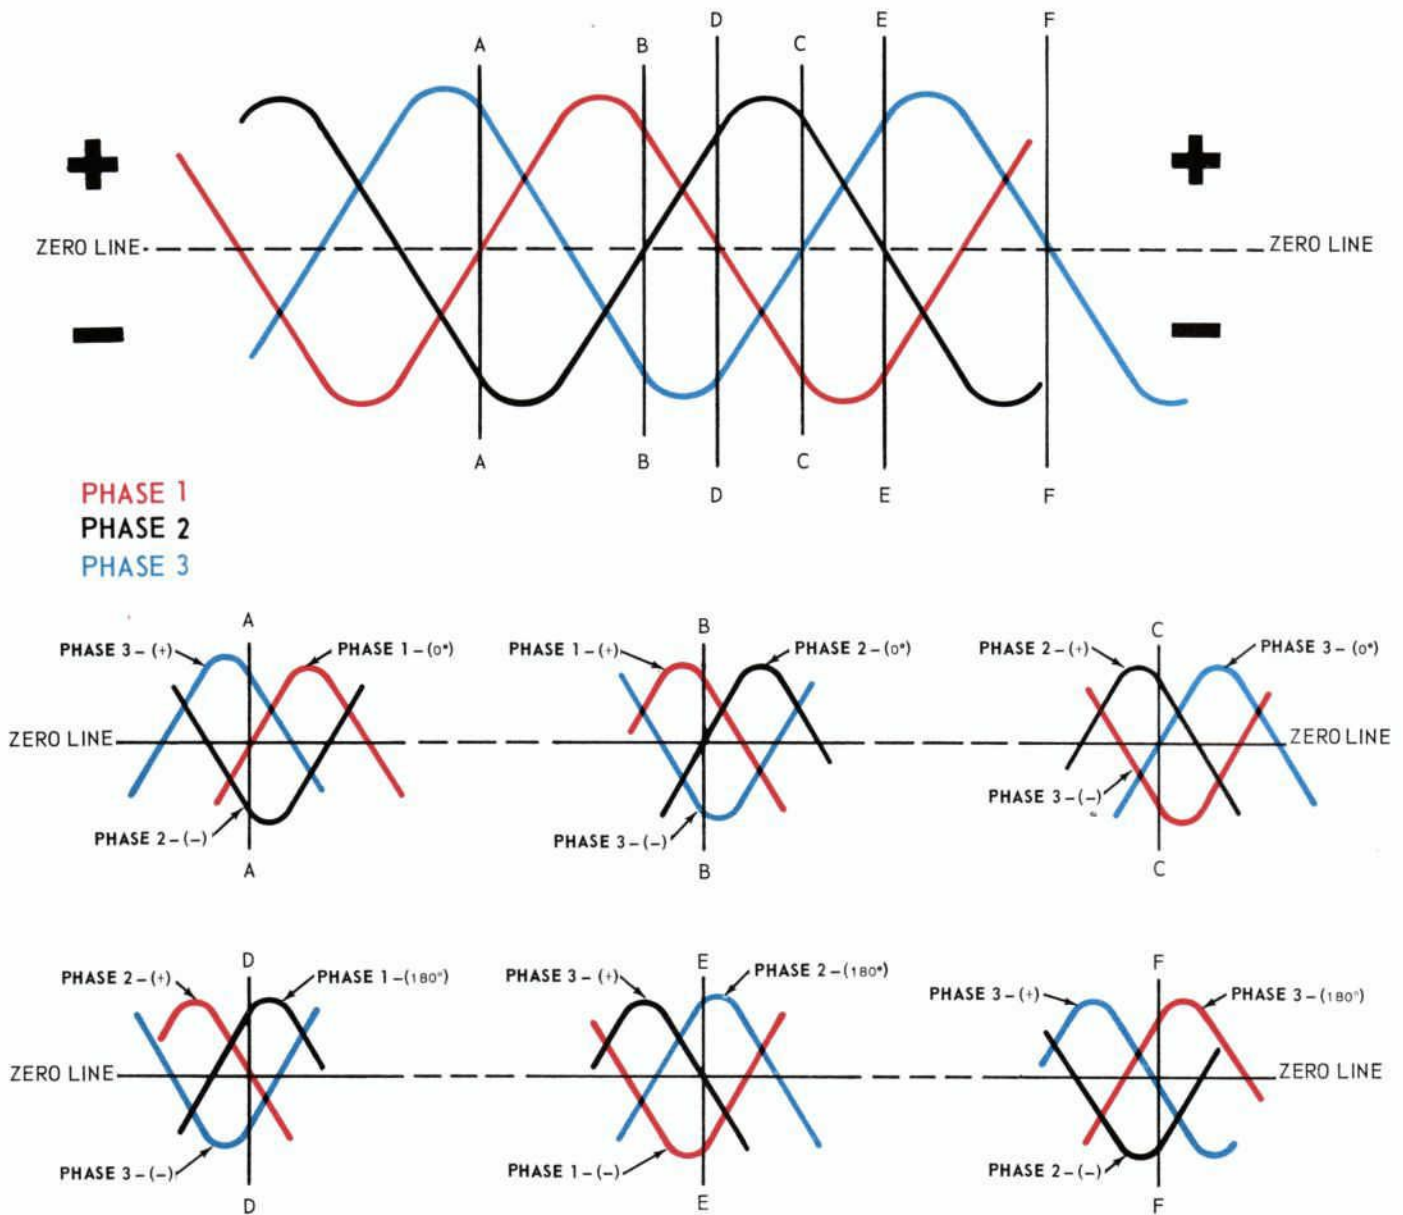 D E F
A B C
ZERO LINE ZERO LINE
A B C
D E F
PHASE 1
PHASE 2
PHASE 3
A B C
PHASE 3-(+) PHASE 1-(0°) PHASE 1-(+) PHASE 2-(0°) PHASE 2-(+) PHASE 3-(0°)
ZERO LINE ZERO LINE
PHASE 2-(-) PHASE 3-(-) PHASE 3-(-)
A B C
D E F
PHASE 2-(+) PHASE 1-(180°) PHASE 3-(+) PHASE 2-(180°) PHASE 3-(+) PHASE 3-(180°)
ZERO LINE ZERO LINE
PHASE 3-(-) PHASE 1-(-) PHASE 2-(-)
D E F